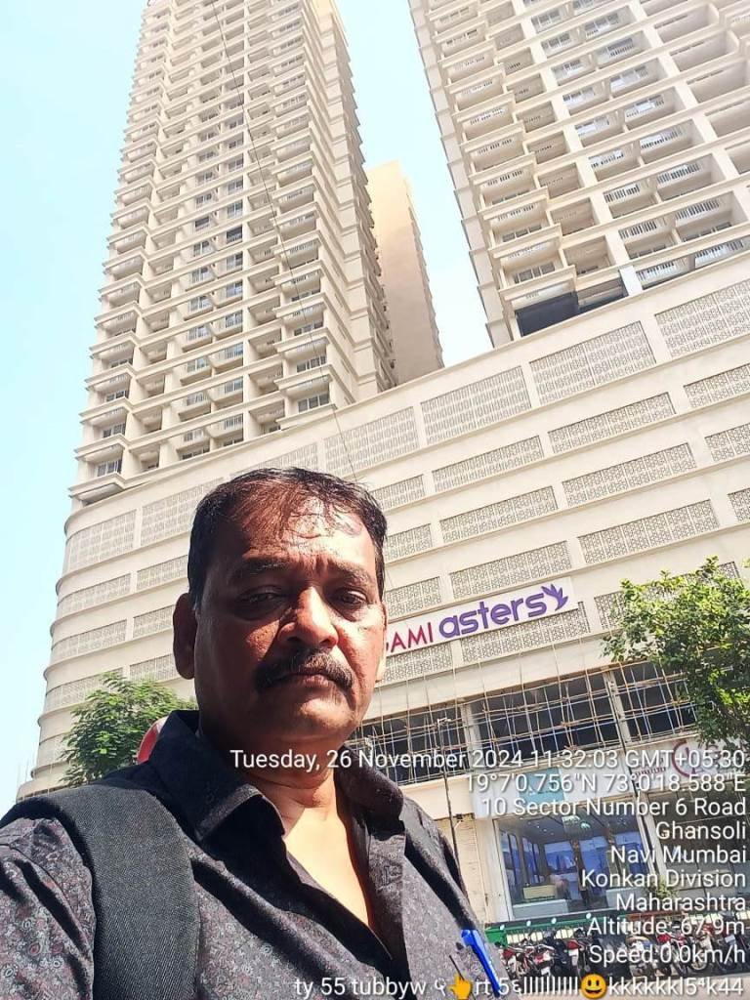 AMI asters
Tuesday, 26 November 2024 11:32:03 GMT+05:30
19°7'0.756"N 73°0'18.588"E
10 Sector Number 6 Road
Ghansoli
Navi Mumbai
Konkan Division
Maharashtra
Altitude:-67.9m
Speed:0.0km/h